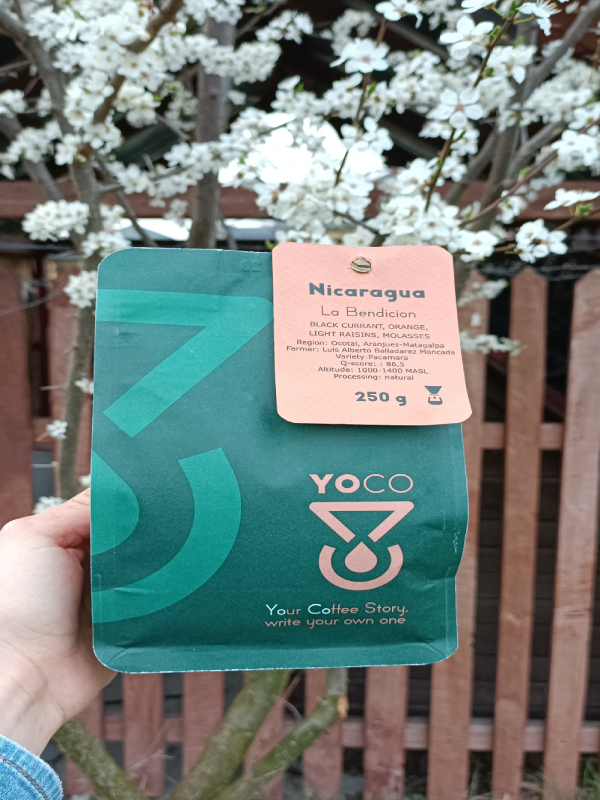 Nicaragua
La Bendicion
BLACK CURRANT, ORANGE,
LIGHT RAISINS, MOLASSES
Region: Ocotal, Aranjuez-Matagalpa
Farmer: Luis Alberto Balladarez Moncada
Variety:Pacamara
Q-score: : 86,5
Altitude: 1000-1400 MASL
Processing: natural
250 g
YOCO
Your Coffee Story,
write your own one